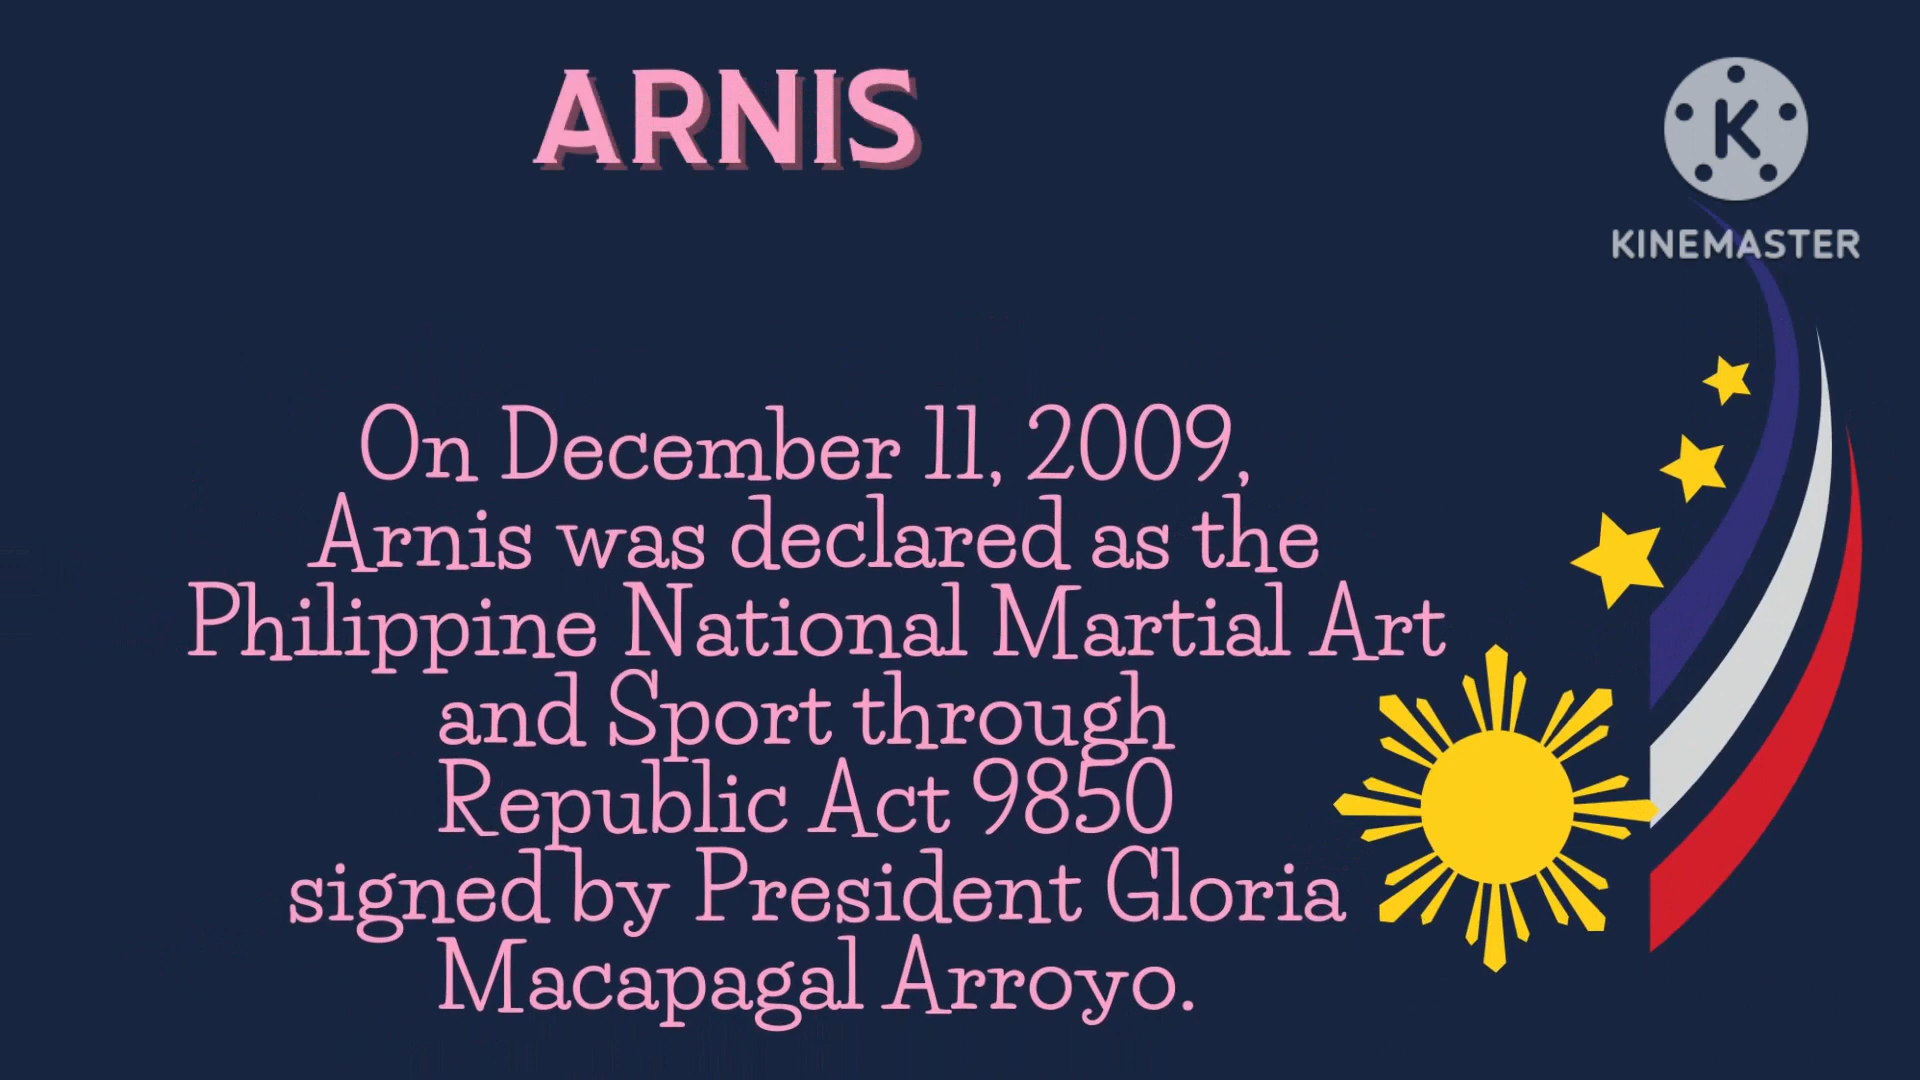 ARNIS
K
KINEMASTER
On December 11, 2009,
Arnis was declared as the
Philippine National Martial Art
and Sport through
Republic Act 9850
signed by President Gloria
Macapagal Arroyo.